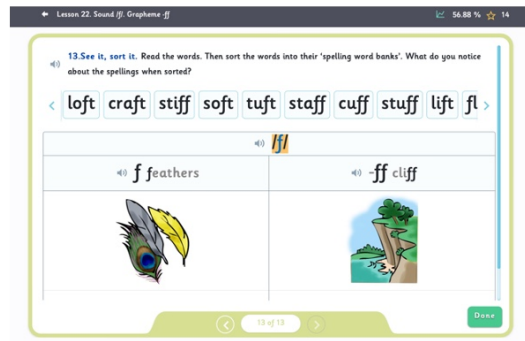 Lesson 22. Sound /f/. Grapheme -ff
56.88 % 14
13.See it, sort it. Read the words. Then sort the words into their 'spelling word banks'. What do you notice
about the spellings when sorted?
loft craft stiff soft tuft staff cuff stuff lift fl
/f/
f feathers -ff cliff
13 of 13
Done